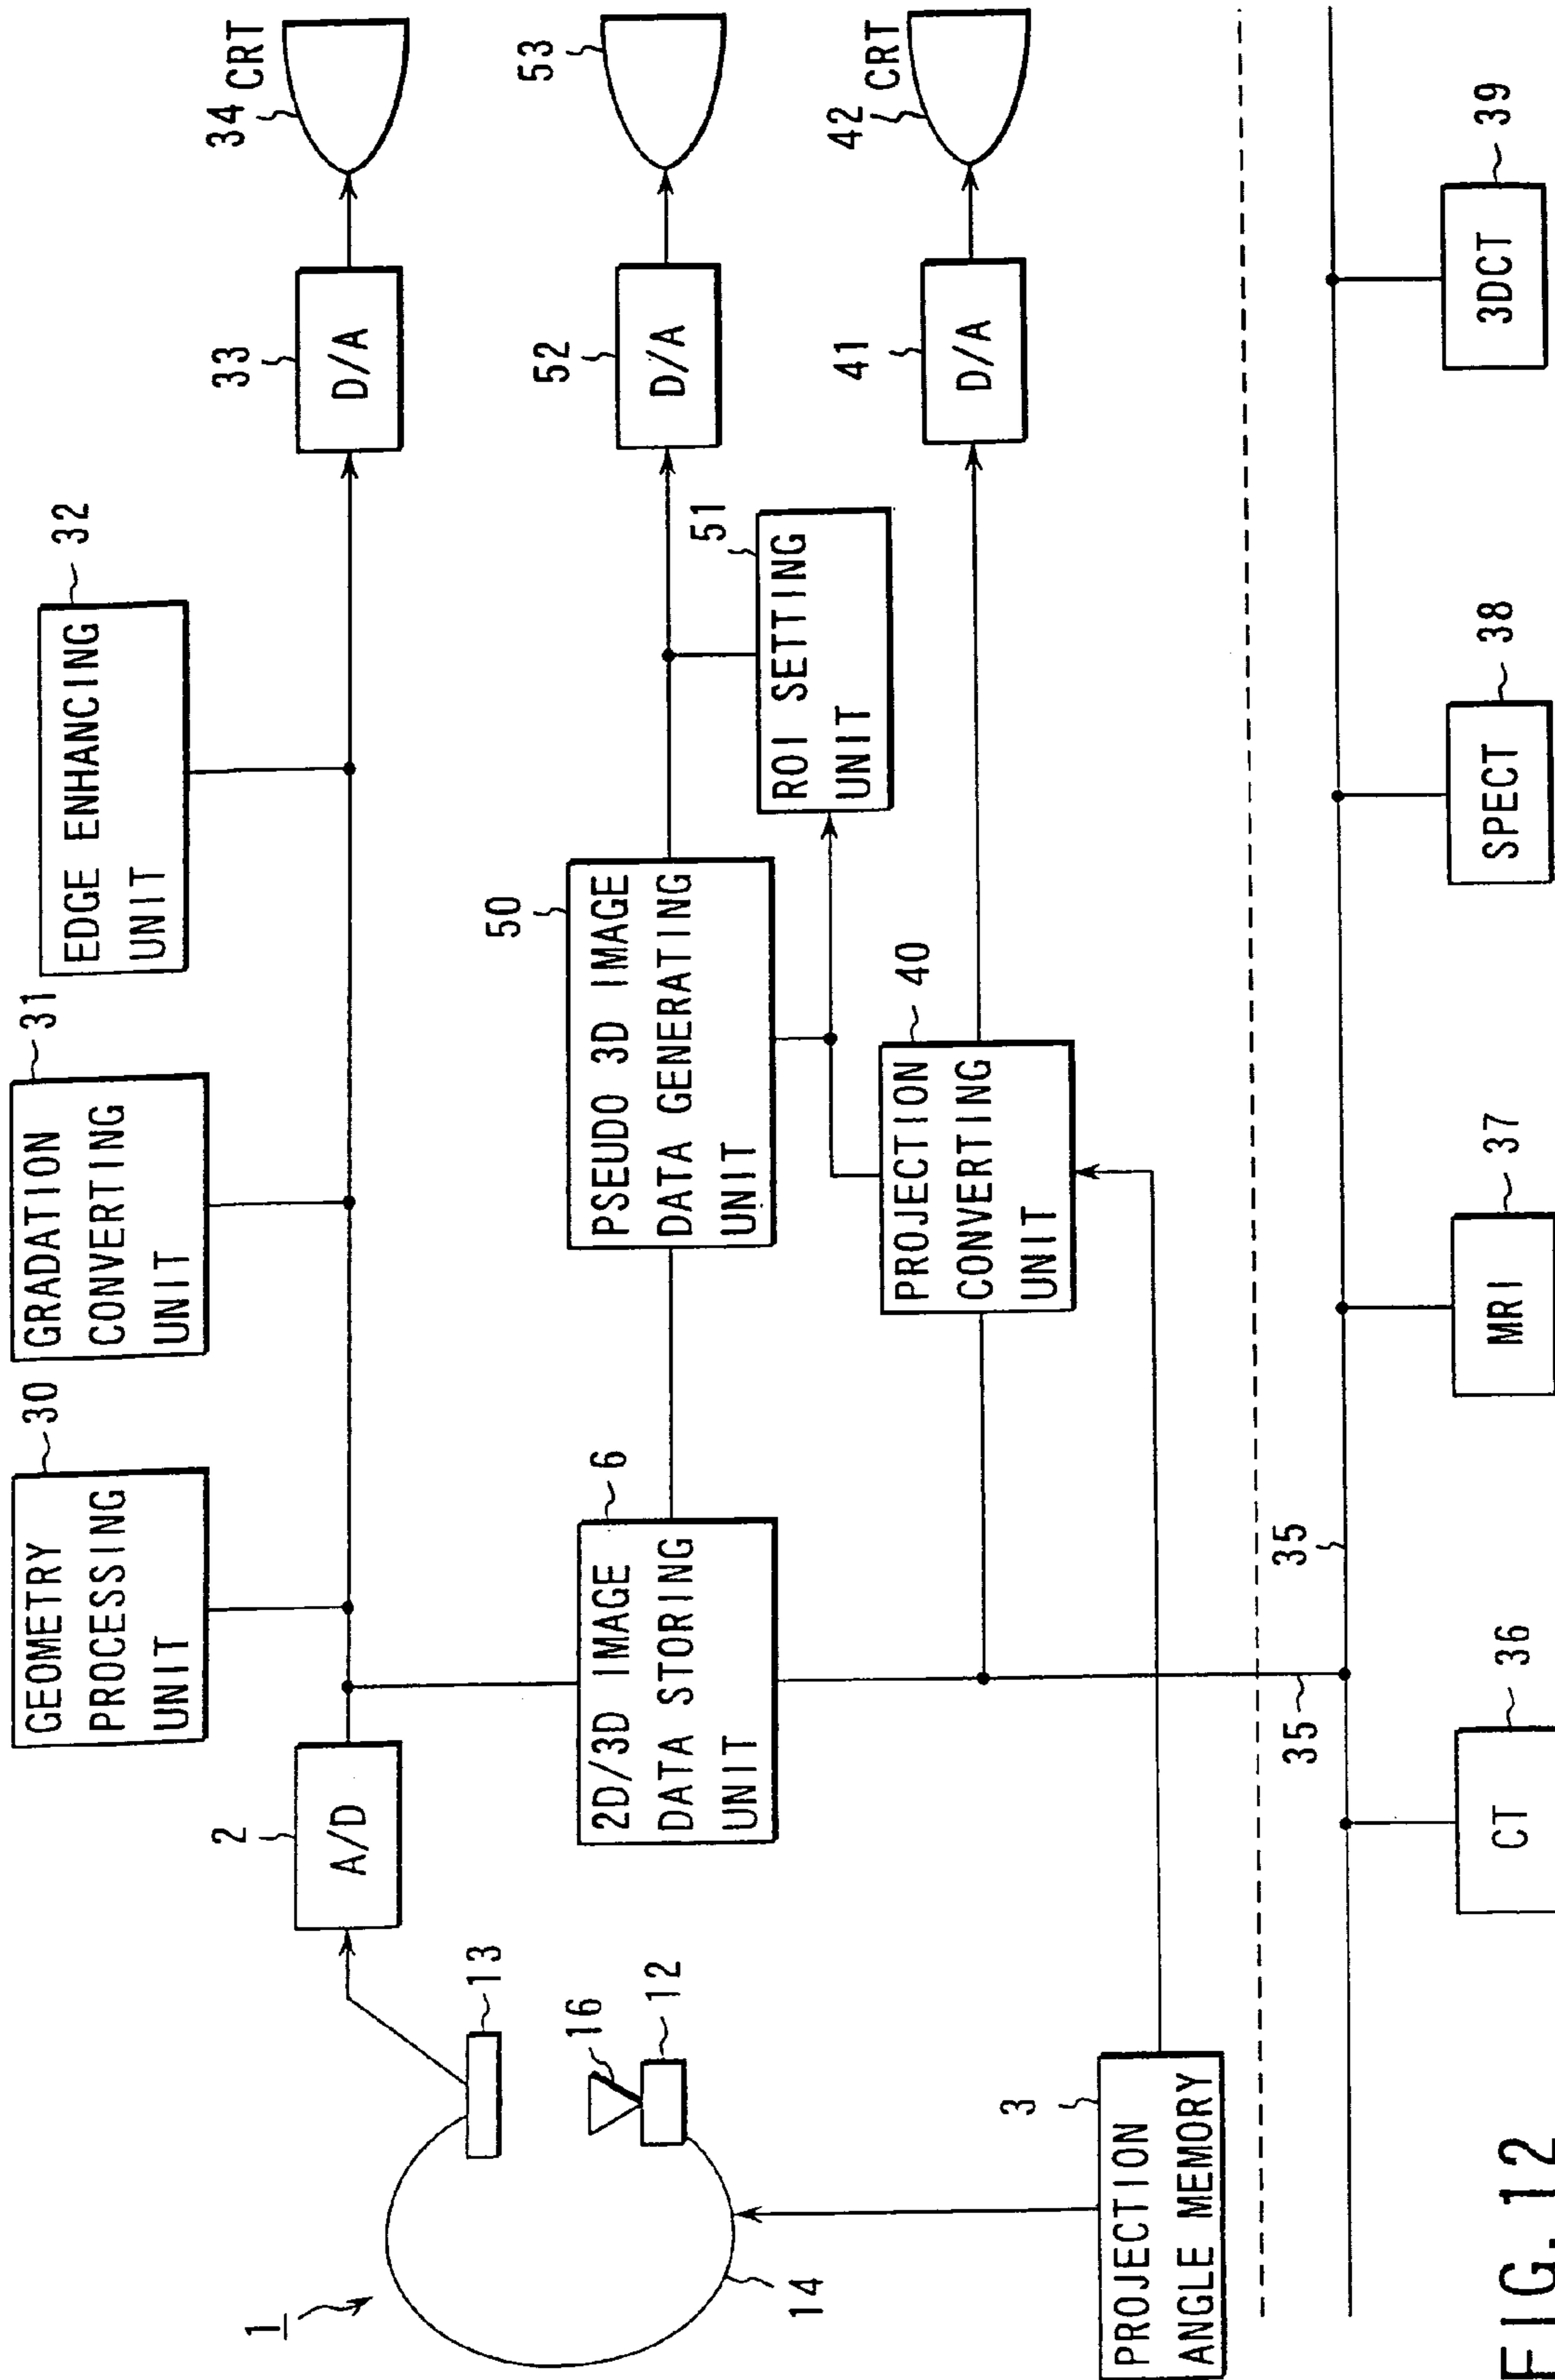 1
14
13
16
12
2
A/D
GEOMETRY
PROCESSING
UNIT
30
GRADATION
CONVERTING
UNIT
31
EDGE ENHANCING
UNIT
32
33
D/A
34
CRT
2D/3D IMAGE
DATA STORING
UNIT
6
PSEUDO 3D IMAGE
DATA GENERATING
UNIT
50
ROI SETTING
UNIT
51
52
D/A
53
PROJECTION
CONVERTING
UNIT
40
41
D/A
42
CRT
PROJECTION
ANGLE MEMORY
3
35
35
CT
36
MRI
37
SPECT
38
3DCT
39
FIG. 12